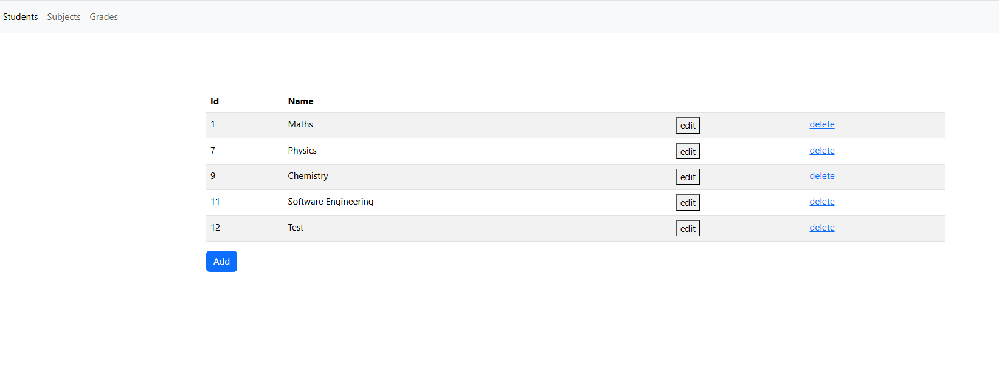 Students Subjects Grades
Id Name
1 Maths edit delete
7 Physics edit delete
9 Chemistry edit delete
11 Software Engineering edit delete
12 Test edit delete
Add